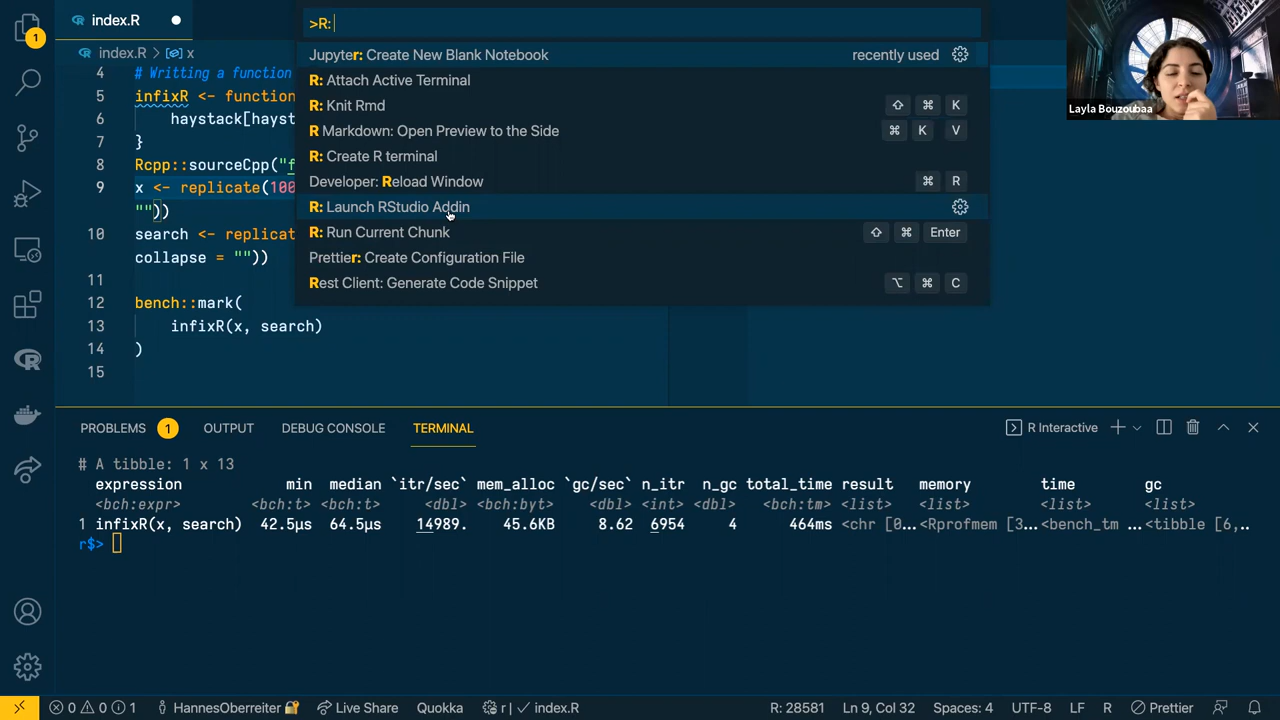 1
index.R
>R:
Jupyter: Create New Blank Notebook recently used
R: Attach Active Terminal
R: Knit Rmd ⇧ ⌘ K
R Markdown: Open Preview to the Side ⌘ K V
R: Create R terminal
Developer: Reload Window ⌘ R
R: Launch RStudio Addin
R: Run Current Chunk ⇧ ⌘ Enter
Prettier: Create Configuration File
Rest Client: Generate Code Snippet ⌥ ⌘ C
Layla Bouzoubaa
index.R > x
4 # Writting a function
5 infixR <- function
6 haystack[hayst
7 }
8 Rcpp::sourceCpp("f
9 x <- replicate(100
""))
10 search <- replicat
collapse = ""))
11
12 bench::mark(
13 infixR(x, search)
14 )
15
PROBLEMS 1 OUTPUT DEBUG CONSOLE TERMINAL R Interactive
# A tibble: 1 x 13
expression min median `itr/sec` mem_alloc `gc/sec` n_itr n_gc total_time result memory time gc
<bch:expr> <bch:t> <bch:t> <dbl> <bch:byt> <dbl> <int> <dbl> <bch:tm> <list> <list> <list> <list>
1 infixR(x, search) 42.5µs 64.5µs 14989. 45.6KB 8.62 6954 4 464ms <chr [0… <Rprofmem [3… <bench_tm … <tibble [6,…
r$>
0 0 1 HannesOberreiter Live Share Quokka r | ✓ index.R R: 28581 Ln 9, Col 32 Spaces: 4 UTF-8 LF R Prettier